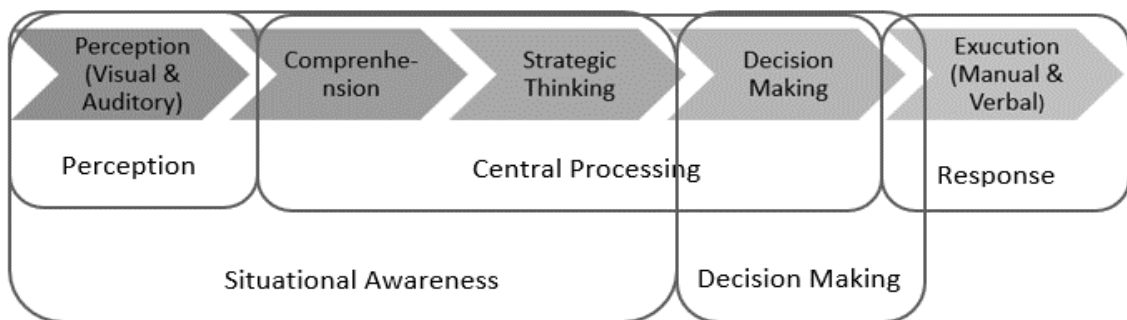 Perception
(Visual &
Auditory)
Comprenhe-
nsion
Strategic
Thinking
Decision
Making
Exucution
(Manual &
Verbal)
Perception
Central Processing
Response
Situational Awareness
Decision Making